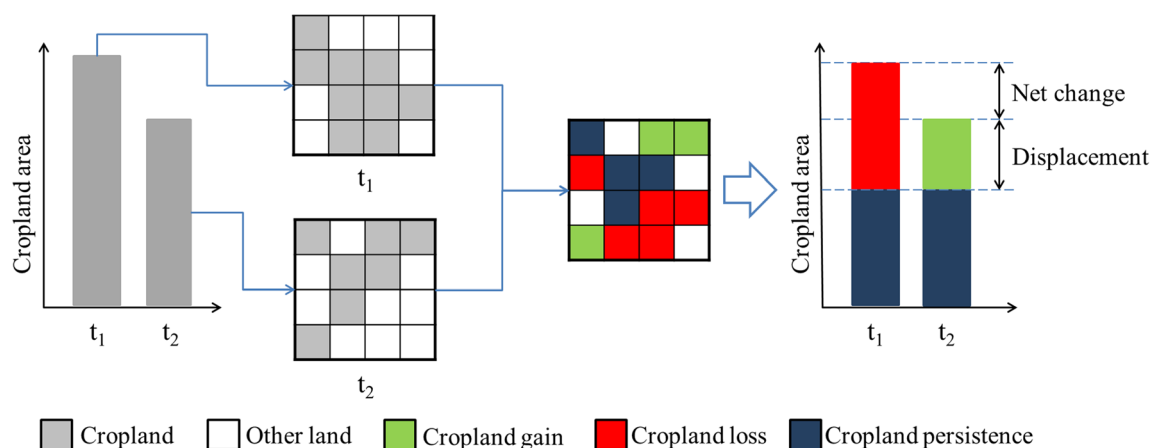 Cropland area
t1
t2
t1
t2
Cropland area
t1
t2
Net change
Displacement
Cropland
Other land
Cropland gain
Cropland loss
Cropland persistence